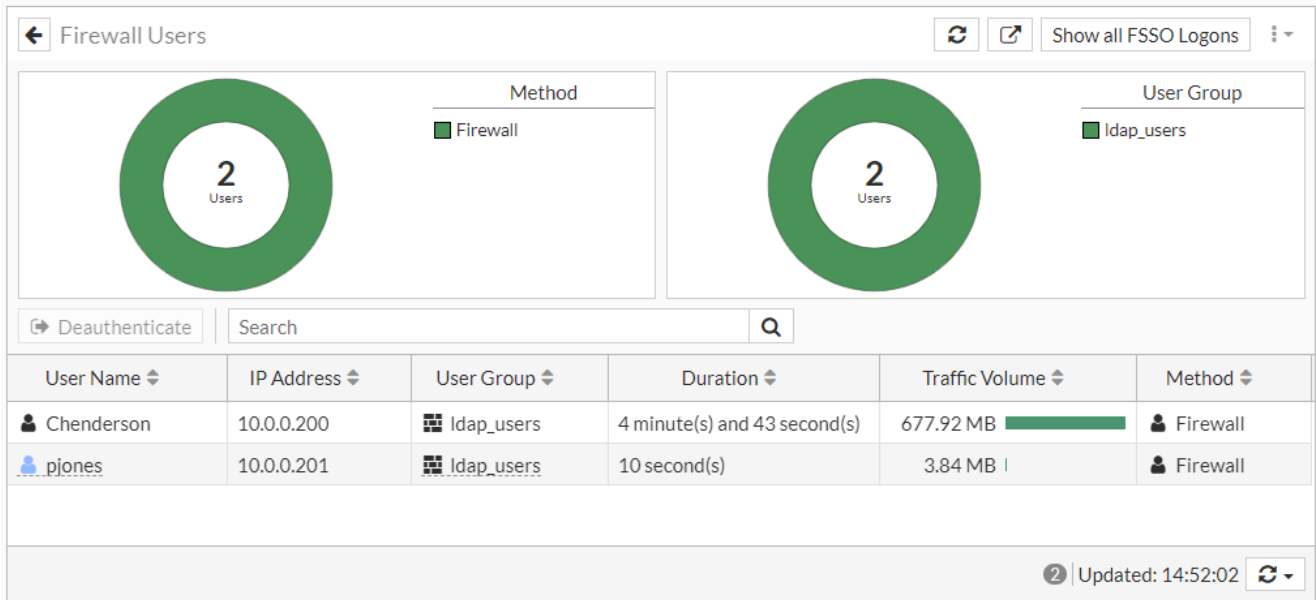 Firewall Users
Show all FSSO Logons
Method
Firewall
2
Users
User Group
ldap_users
2
Users
Deauthenticate
Search
User Name IP Address User Group Duration Traffic Volume Method
Chenderson 10.0.0.200 ldap_users 4 minute(s) and 43 second(s) 677.92 MB Firewall
pjones 10.0.0.201 ldap_users 10 second(s) 3.84 MB Firewall
2 Updated: 14:52:02